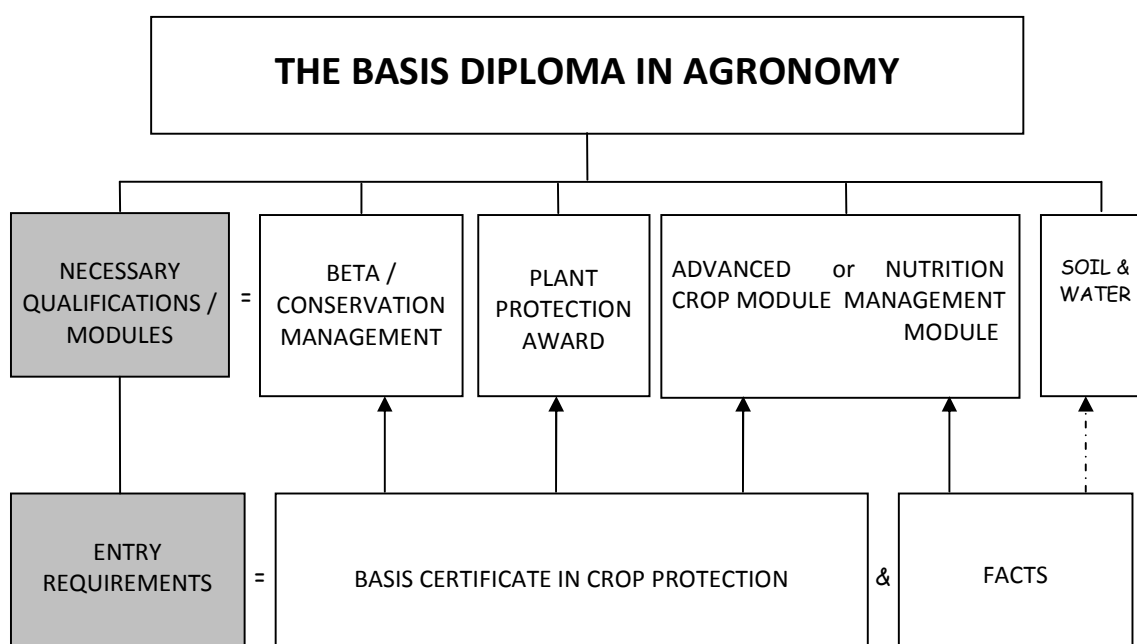 THE BASIS DIPLOMA IN AGRONOMY
NECESSARY
QUALIFICATIONS /
MODULES
=
BETA /
CONSERVATION
MANAGEMENT
PLANT
PROTECTION
AWARD
ADVANCED or NUTRITION
CROP MODULE MANAGEMENT
MODULE
SOIL &
WATER
ENTRY
REQUIREMENTS
=
BASIS CERTIFICATE IN CROP PROTECTION
&
FACTS